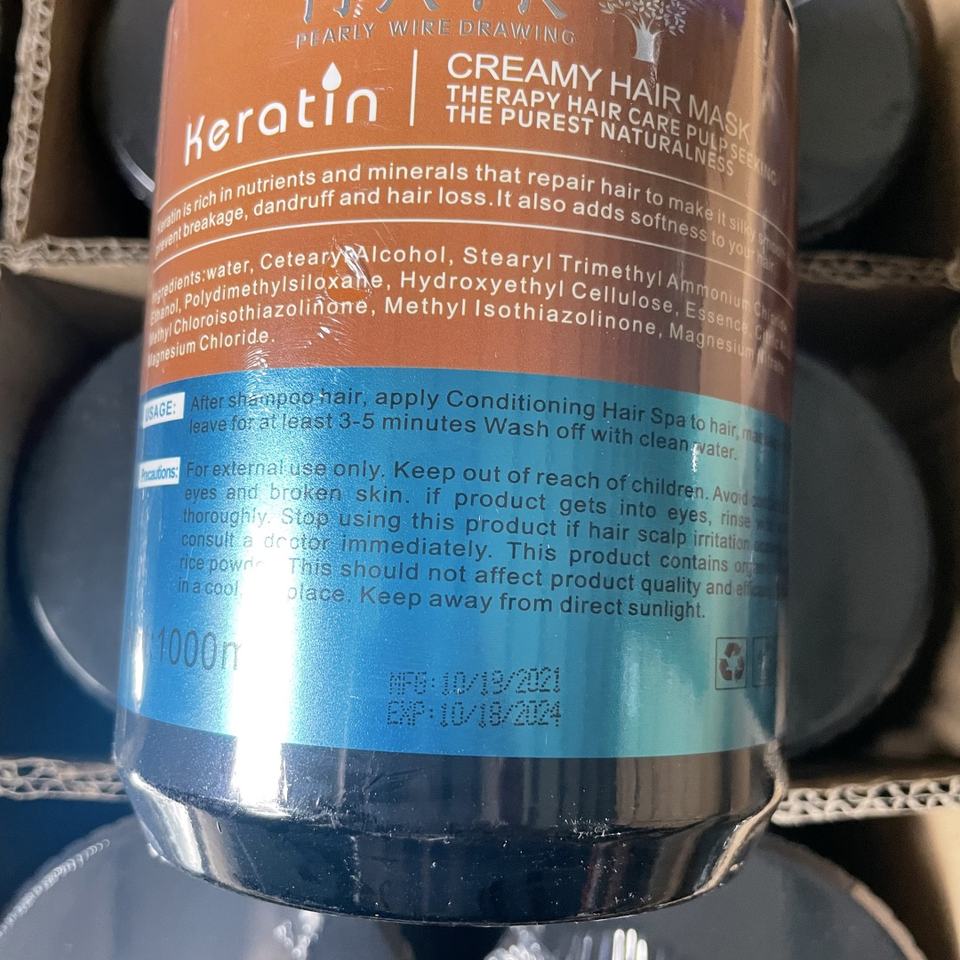 PEARLY WIRE DRAWING
Keratin
CREAMY HAIR MASK
THERAPY HAIR CARE PULP SEEKING
THE PUREST NATURALNESS
Keratin is rich in nutrients and minerals that repair hair to make it silky smooth
prevent breakage, dandruff and hair loss.It also adds softness to your hair.
Ingredients:water, Cetearyl Alcohol, Stearyl Trimethyl Ammonium Chloride
Ethanol, Polydimethylsiloxane, Hydroxyethyl Cellulose, Essence, Citric
Methyl Chloroisothiazolinone, Methyl Isothiazolinone, Magnesium Nitrate
Magnesium Chloride.
USAGE:
After shampoo hair, apply Conditioning Hair Spa to hair,
leave for at least 3-5 minutes Wash off with clean water.
Precautions:
For external use only. Keep out of reach of children. Avoid
eyes and broken skin. if product gets into eyes, rinse
thoroughly. Stop using this product if hair scalp irritation
consult a doctor immediately. This product contains
rice This should not affect product quality and
in a cool, place. Keep away from direct sunlight.
1000m
MFG:10/19/2021
EXP:10/18/2024